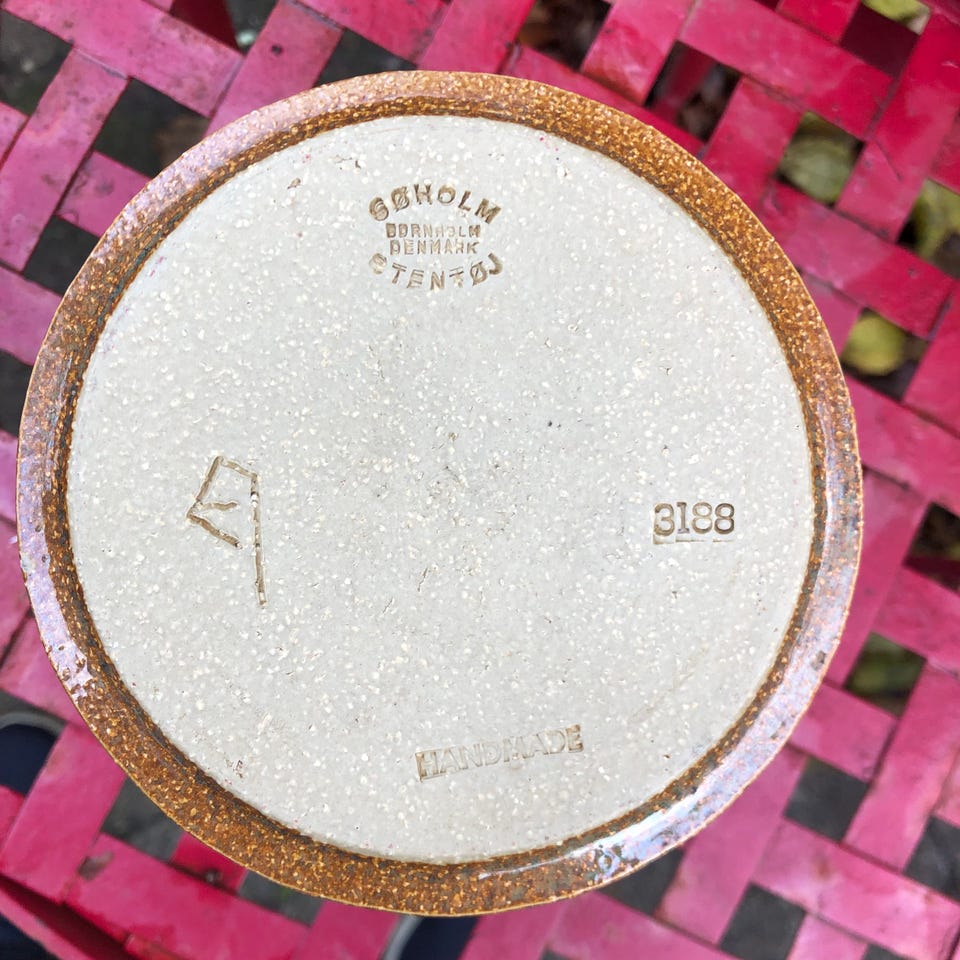 SØHOLM
BORNHOLM
DENMARK
STENTØJ
3188
HANDMADE